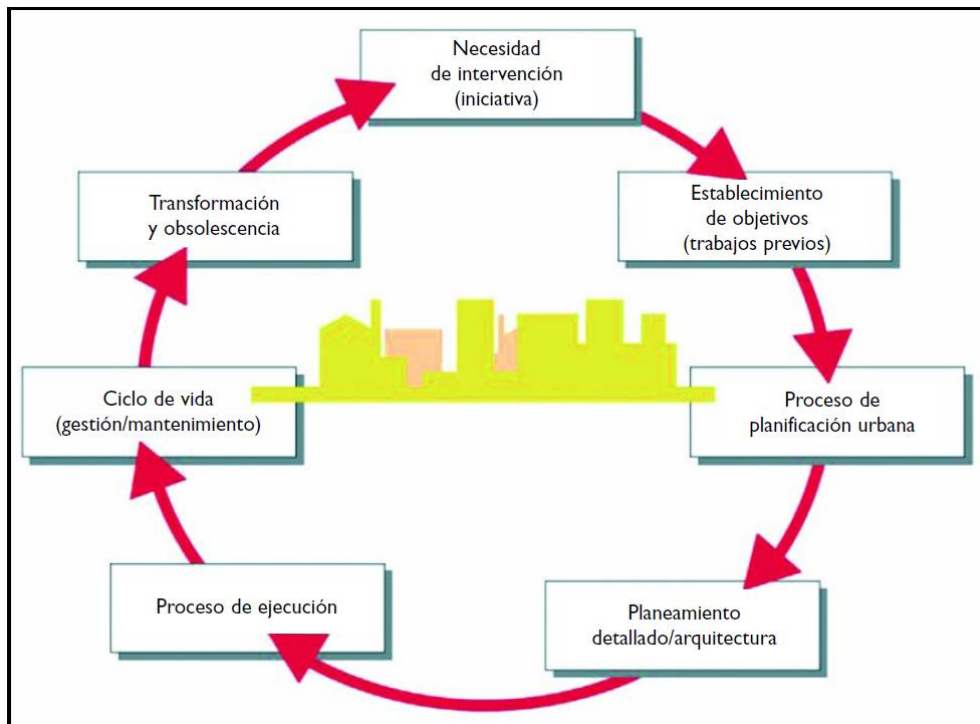 Necesidad
de intervención
(iniciativa)
Establecimiento
de objetivos
(trabajos previos)
Proceso de
planificación urbana
Planeamiento
detallado/arquitectura
Proceso de ejecución
Ciclo de vida
(gestión/mantenimiento)
Transformación
y obsolescencia